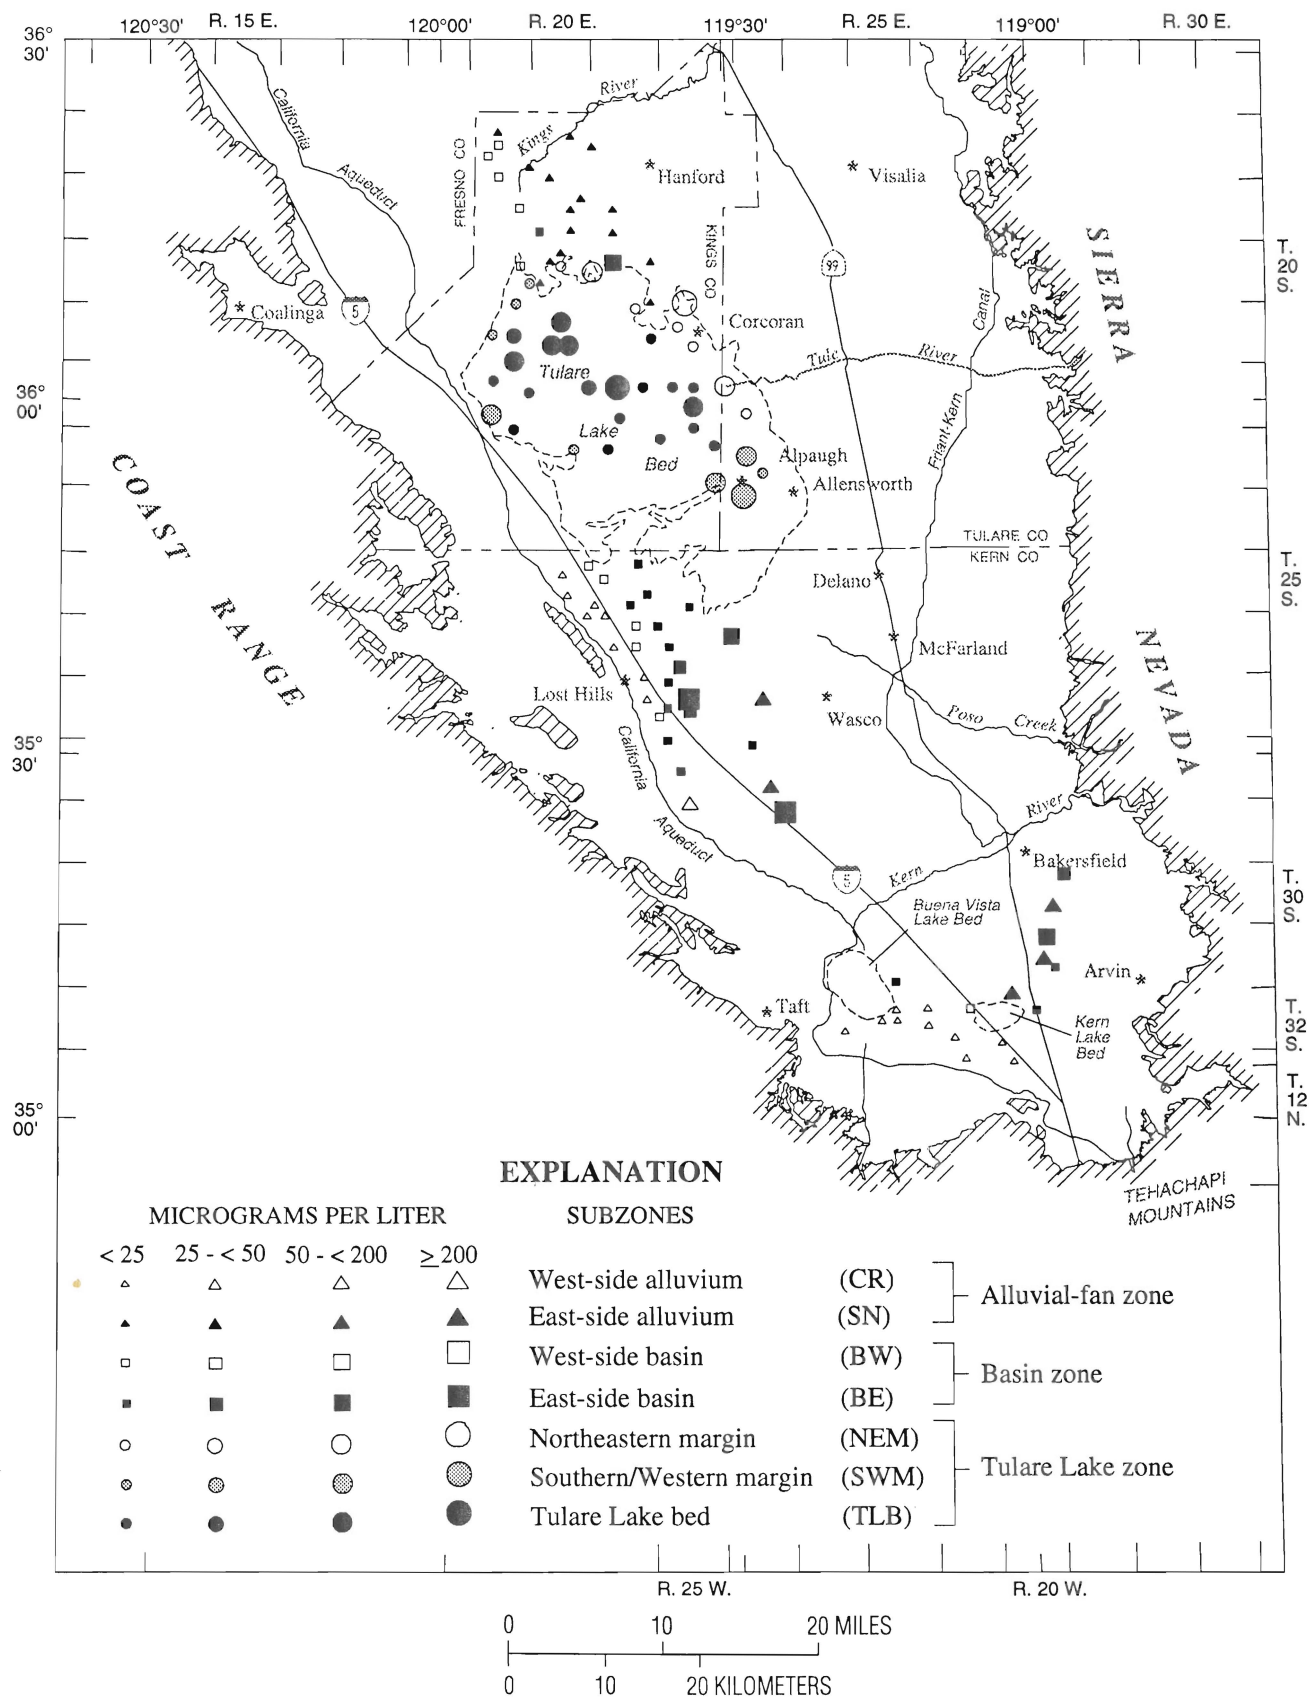 120°30' R. 15 E. 120°00' R. 20 E. 119°30' R. 25 E. 119°00' R. 30 E.
36°
30'
California
Aqueduct
FRESNO CO
Kings
River
Hanford
Visalia
KINGS CO
99
SIERRA
T.
20
S.
Coalinga
5
Corcoran
Canal
Tule
River
Tulare
36°
00'
Lake
Bed
Friant-Kern
Alpaugh
Allensworth
COAST
RANGE
TULARE CO
KERN CO
T.
25
S.
Delano
McFarland
NEVADA
Lost Hills
Wasco
Poso Creek
35°
30'
California
Aqueduct
River
Bakersfield
5
Kern
T.
30
S.
Buena Vista
Lake Bed
Arvin
Taft
Kern
Lake
Bed
T.
32
S.
T.
12
N.
35°
00'
TEHACHAPI
MOUNTAINS
EXPLANATION
MICROGRAMS PER LITER SUBZONES
< 25 25 - < 50 50 - < 200 ≥ 200
West-side alluvium (CR)
Alluvial-fan zone
East-side alluvium (SN)
West-side basin (BW)
Basin zone
East-side basin (BE)
Northeastern margin (NEM)
Tulare Lake zone
Southern/Western margin (SWM)
Tulare Lake bed (TLB)
R. 25 W. R. 20 W.
0 10 20 MILES
0 10 20 KILOMETERS